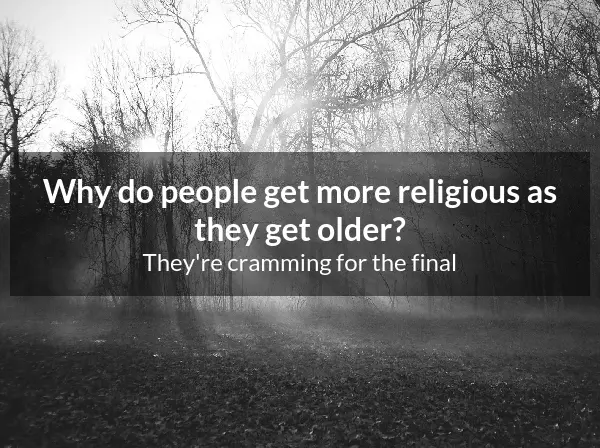 Why do people get more religious as
they get older?
They're cramming for the final